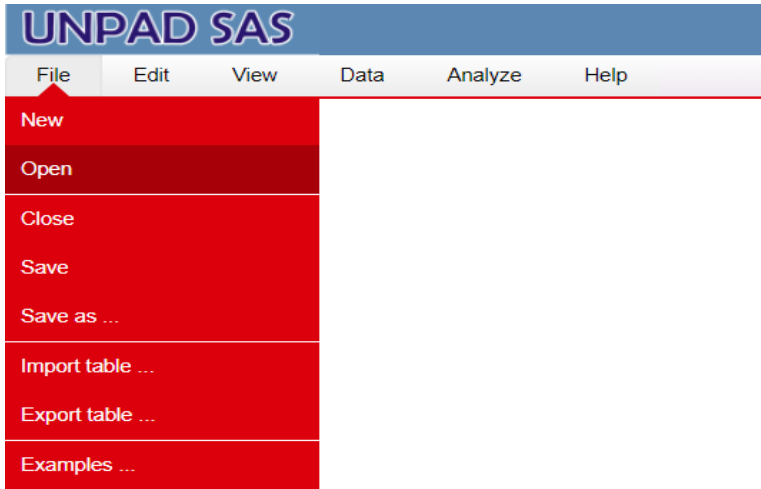 UNPAD SAS
File Edit View Data Analyze Help
New
Open
Close
Save
Save as ...
Import table ...
Export table ...
Examples ...